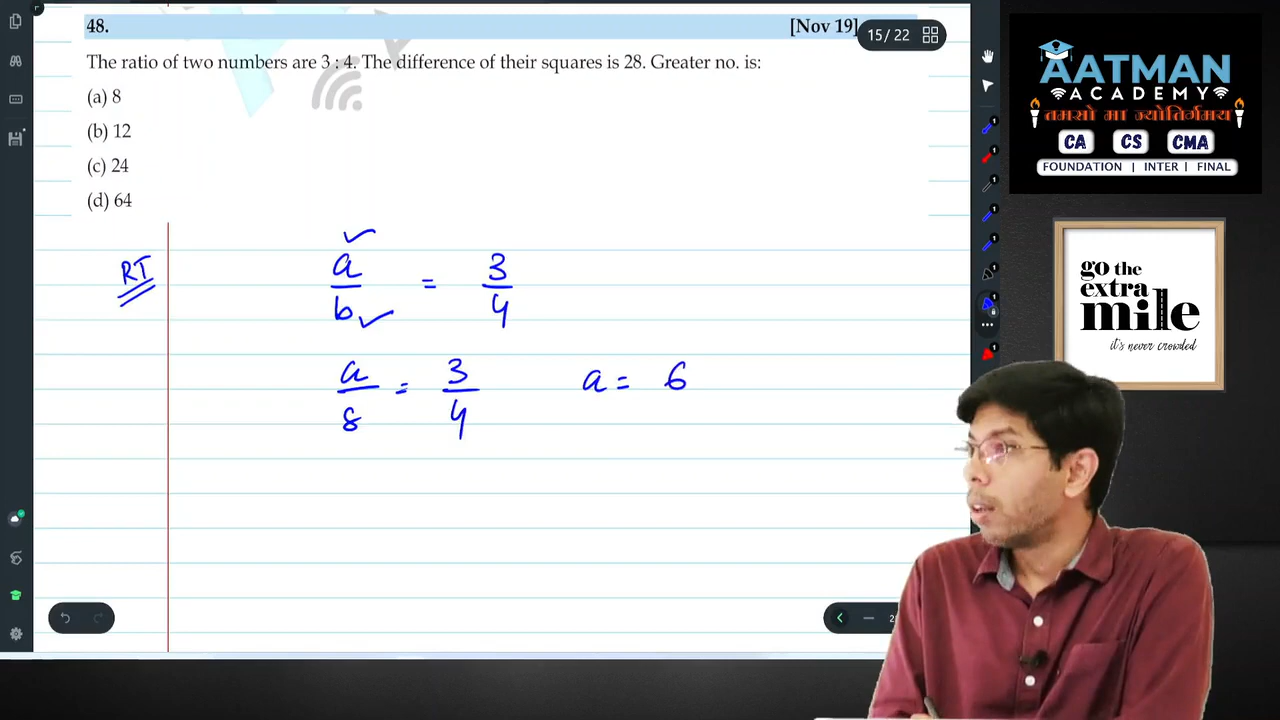 48. [Nov 19]
15/ 22
The ratio of two numbers are 3 : 4. The difference of their squares is 28. Greater no. is:
(a) 8
(b) 12
(c) 24
(d) 64
RT
a/b = 3/4
a/8 = 3/4 a = 6
AATMAN
ACADEMY
तमसो मा ज्योतिर्गमय
CA CS CMA
FOUNDATION | INTER | FINAL
go the
extra
mile
it's never crowded